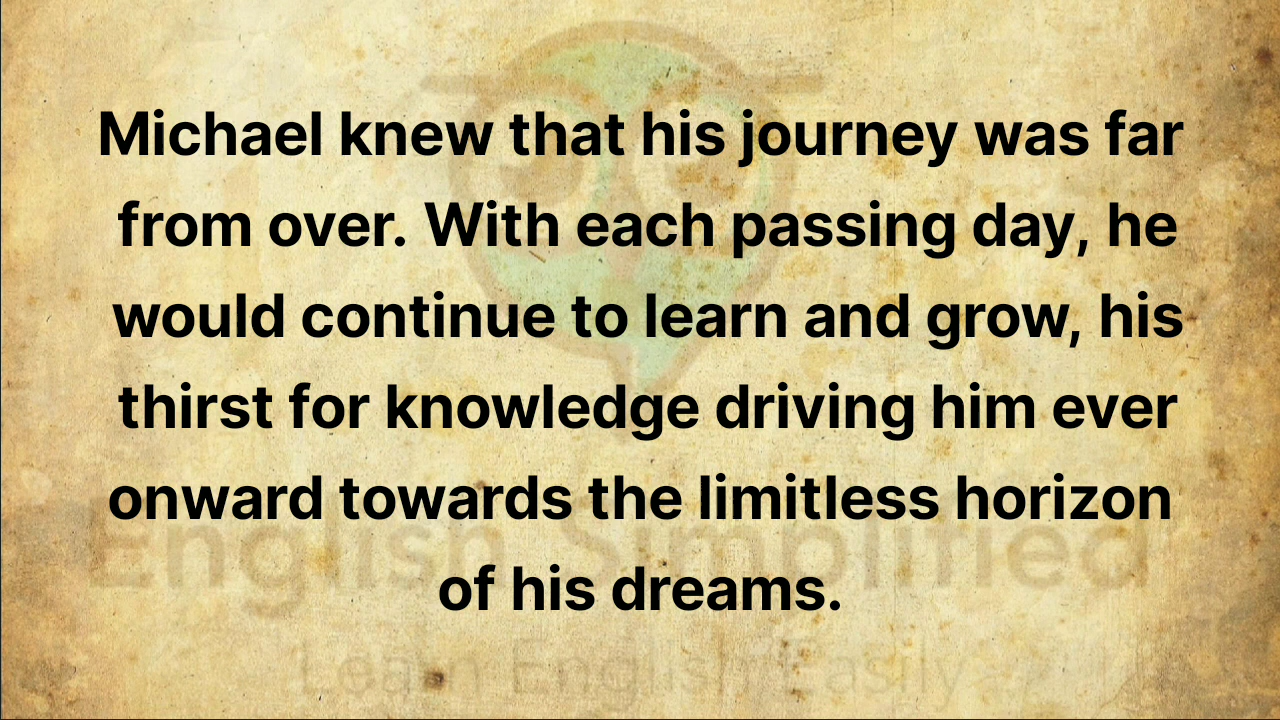 Michael knew that his journey was far
from over. With each passing day, he
would continue to learn and grow, his
thirst for knowledge driving him ever
onward towards the limitless horizon
of his dreams.
English Simplified
Learn English Easily